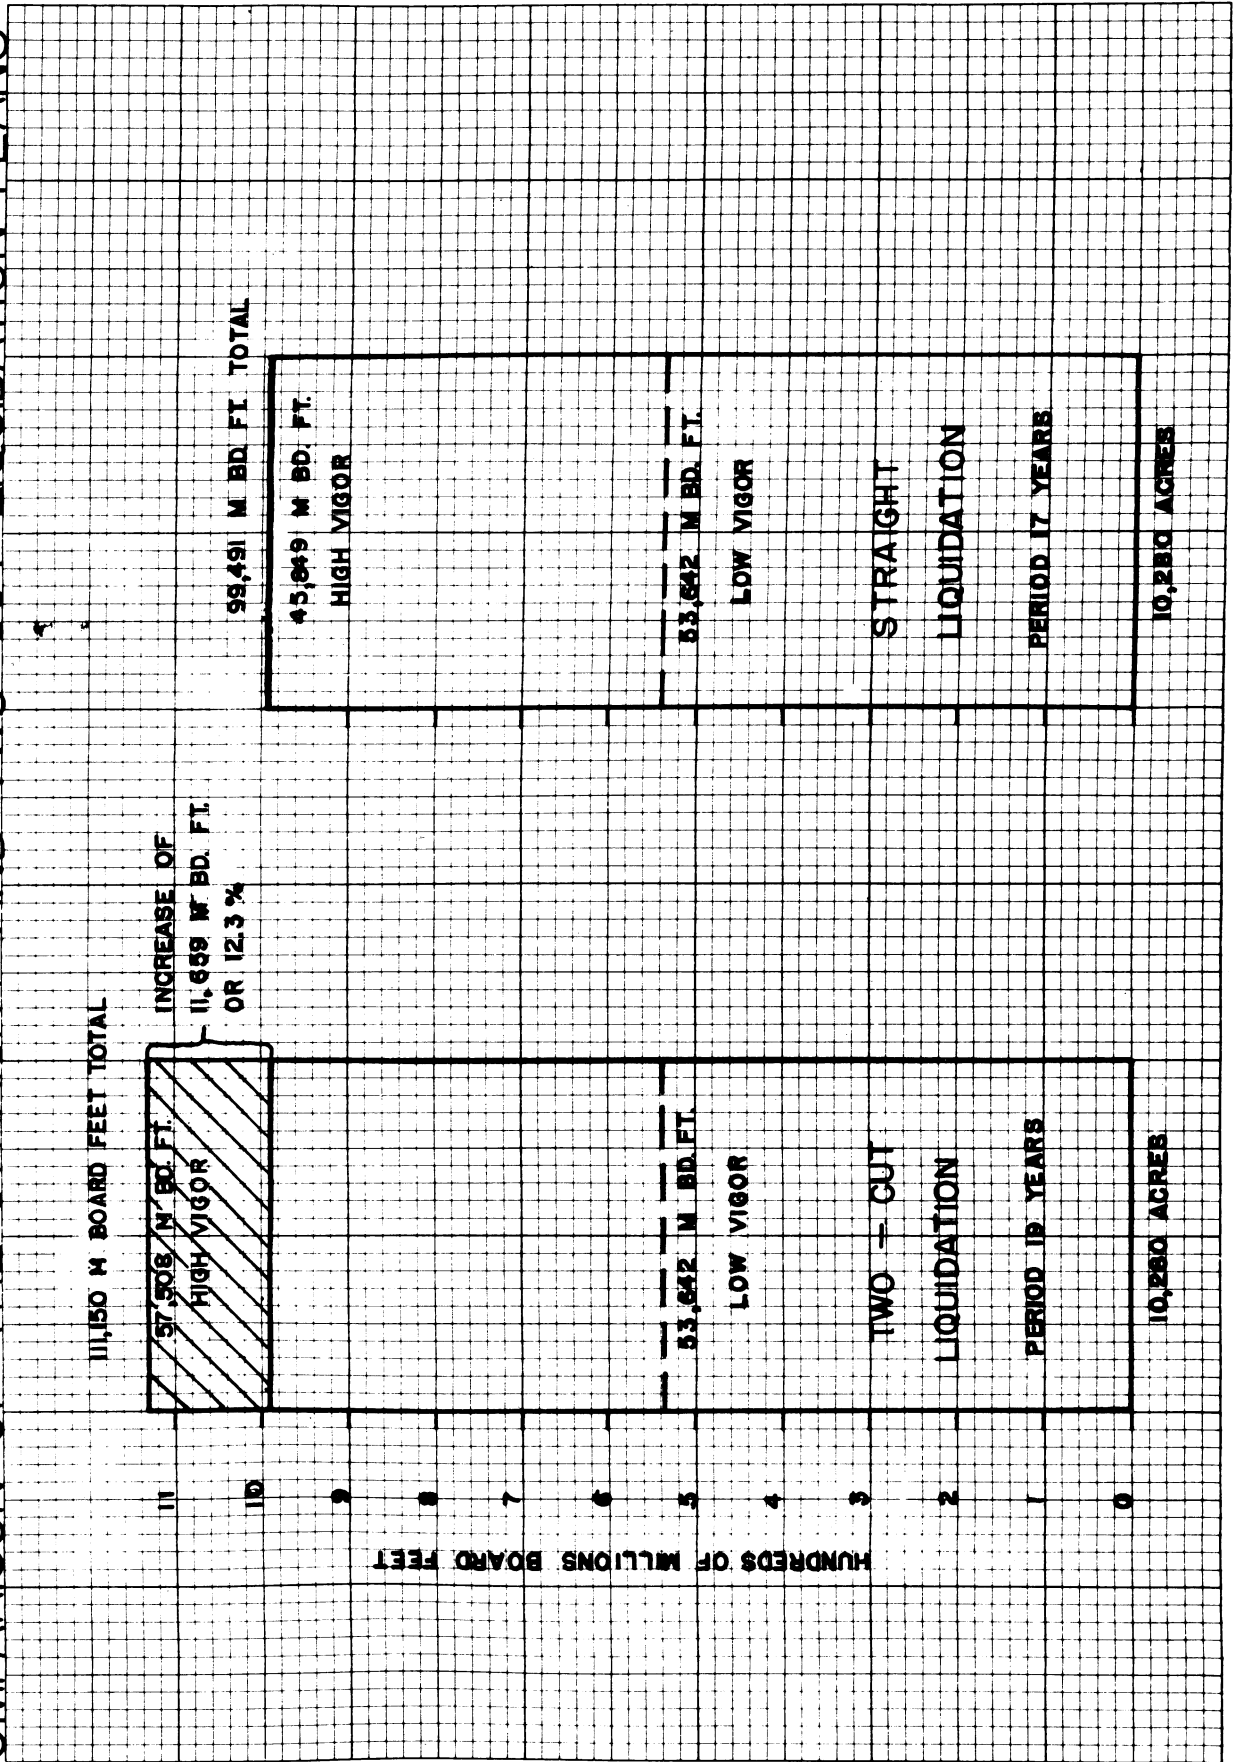 111,150 M BOARD FEET TOTAL
57,508 M BD. FT.
HIGH VIGOR
INCREASE OF
11,659 M BD. FT.
OR 12.3 %
53,642 M BD. FT.
LOW VIGOR
TWO - CUT
LIQUIDATION
PERIOD 19 YEARS
10,280 ACRES
99,491 M BD FT. TOTAL
45,849 M BD. FT.
HIGH VIGOR
53,642 M BD. FT.
LOW VIGOR
STRAIGHT
LIQUIDATION
PERIOD 17 YEARS
10,280 ACRES
HUNDREDS OF MILLIONS BOARD FEET
11
10
9
8
7
6
5
4
3
2
1
0